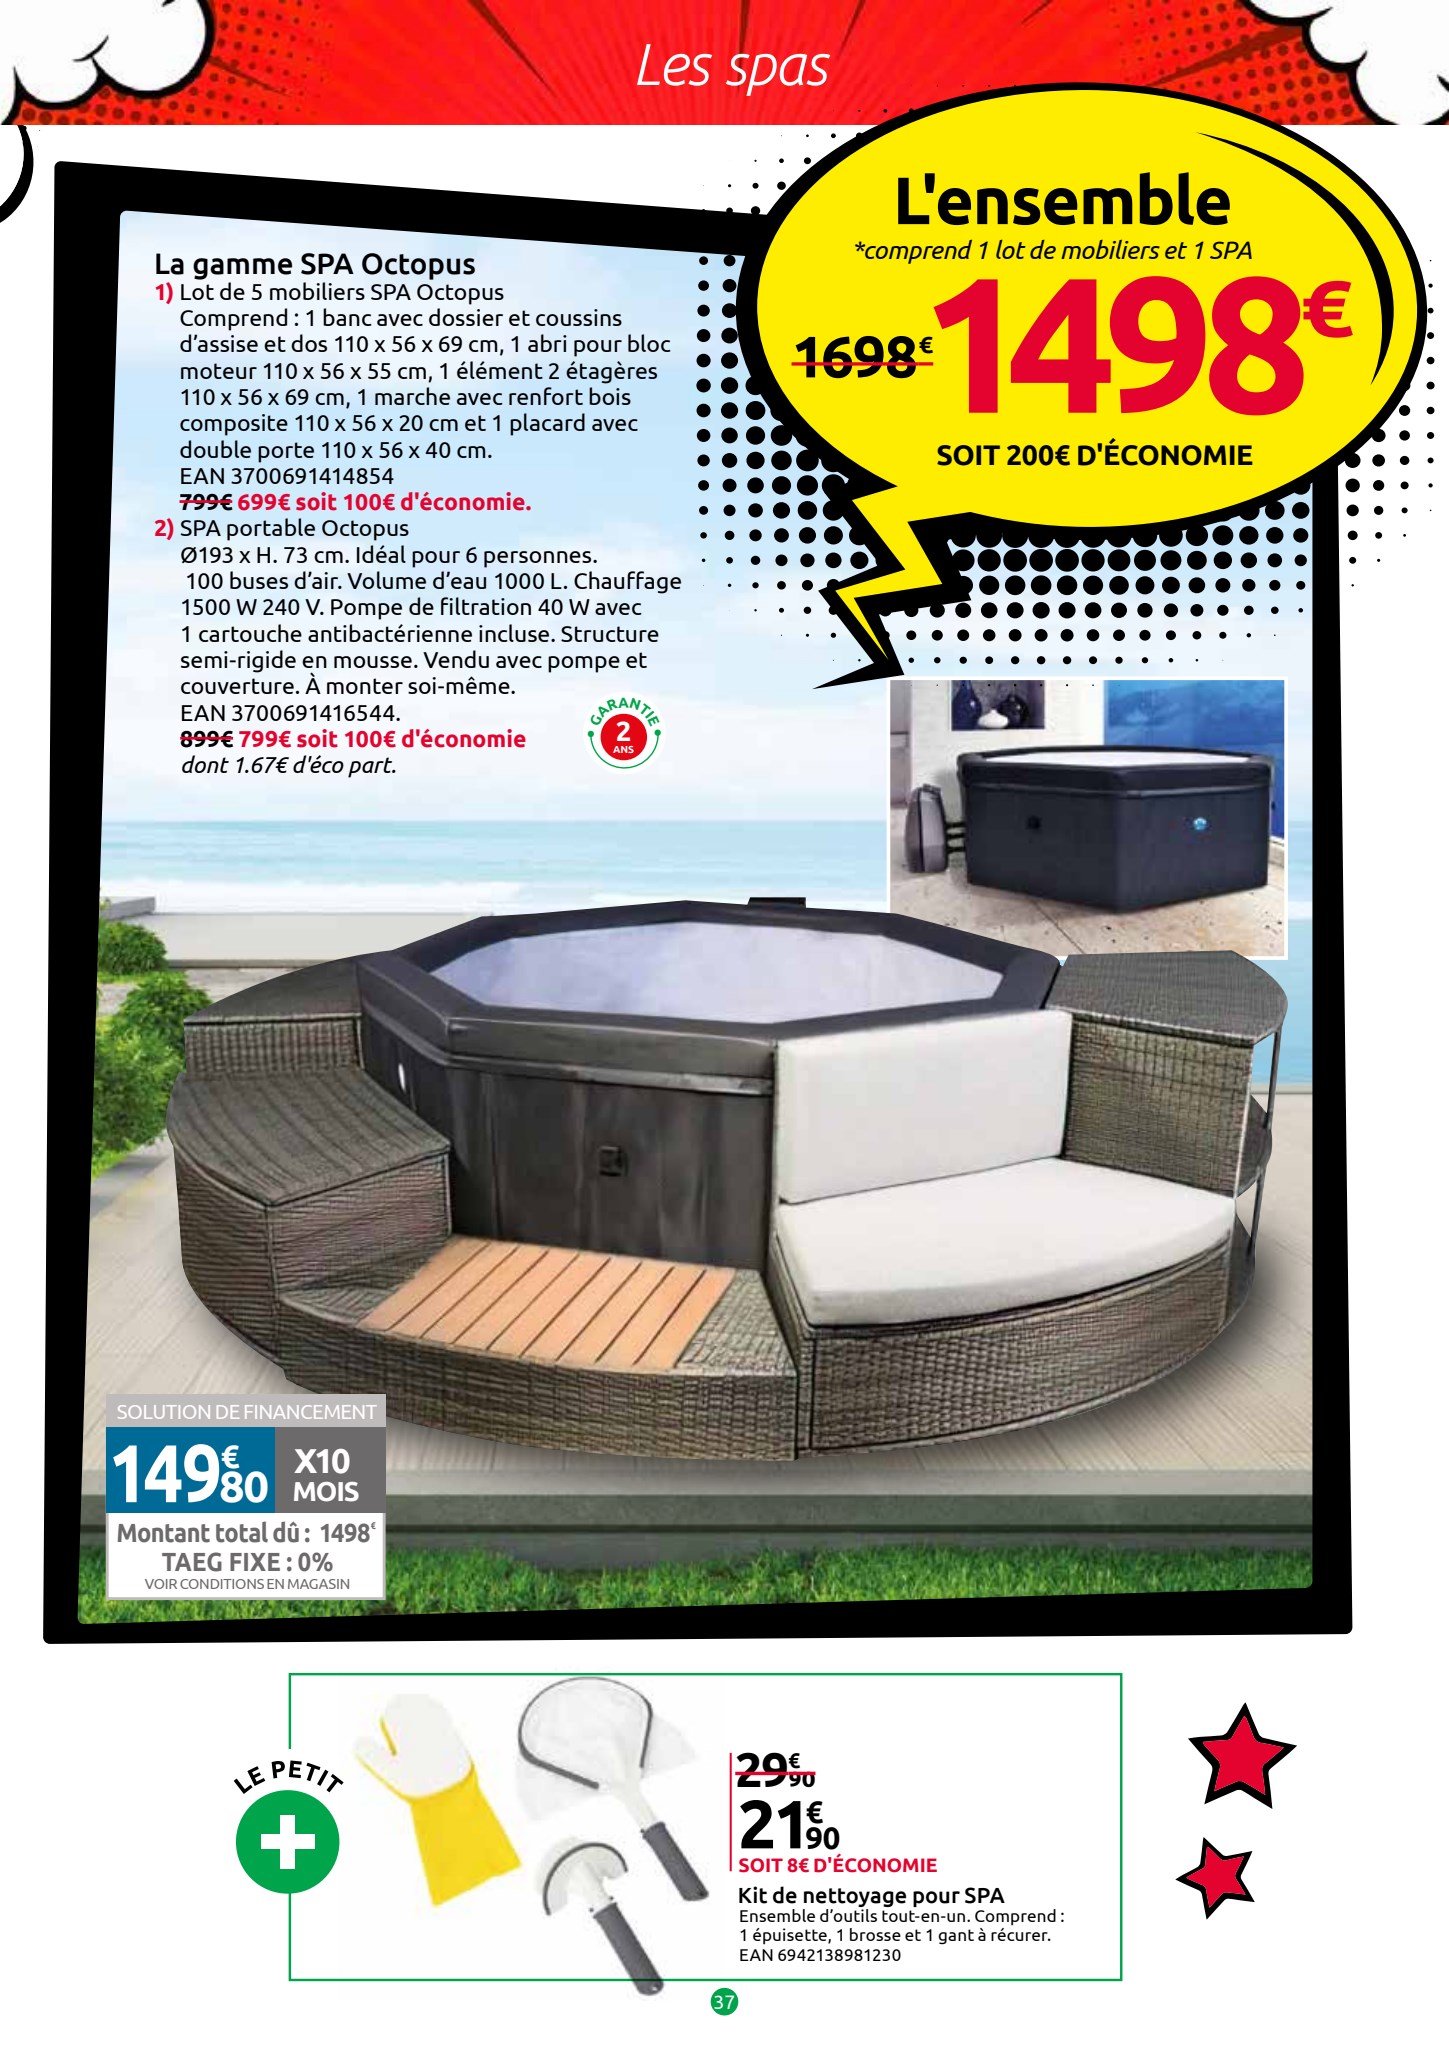 Les spas
L'ensemble
*comprend 1 lot de mobiliers et 1 SPA
1698€ 1498€
SOIT 200€ D'ÉCONOMIE
La gamme SPA Octopus
1) Lot de 5 mobiliers SPA Octopus
Comprend : 1 banc avec dossier et coussins
d’assise et dos 110 x 56 x 69 cm, 1 abri pour bloc
moteur 110 x 56 x 55 cm, 1 élément 2 étagères
110 x 56 x 69 cm, 1 marche avec renfort bois
composite 110 x 56 x 20 cm et 1 placard avec
double porte 110 x 56 x 40 cm.
EAN 3700691414854
799€ 699€ soit 100€ d'économie.
2) SPA portable Octopus
Ø193 x H. 73 cm. Idéal pour 6 personnes.
100 buses d’air. Volume d’eau 1000 L. Chauffage
1500 W 240 V. Pompe de filtration 40 W avec
1 cartouche antibactérienne incluse. Structure
semi-rigide en mousse. Vendu avec pompe et
couverture. À monter soi-même.
EAN 3700691416544.
899€ 799€ soit 100€ d'économie
dont 1.67€ d'éco part.
GARANTIE
2
ANS
SOLUTION DE FINANCEMENT
149€80 X10
MOIS
Montant total dû : 1498€
TAEG FIXE : 0%
VOIR CONDITIONS EN MAGASIN
LE PETIT
+
29€90
21€90
SOIT 8€ D'ÉCONOMIE
Kit de nettoyage pour SPA
Ensemble d’outils tout-en-un. Comprend :
1 épuisette, 1 brosse et 1 gant à récurer.
EAN 6942138981230
37